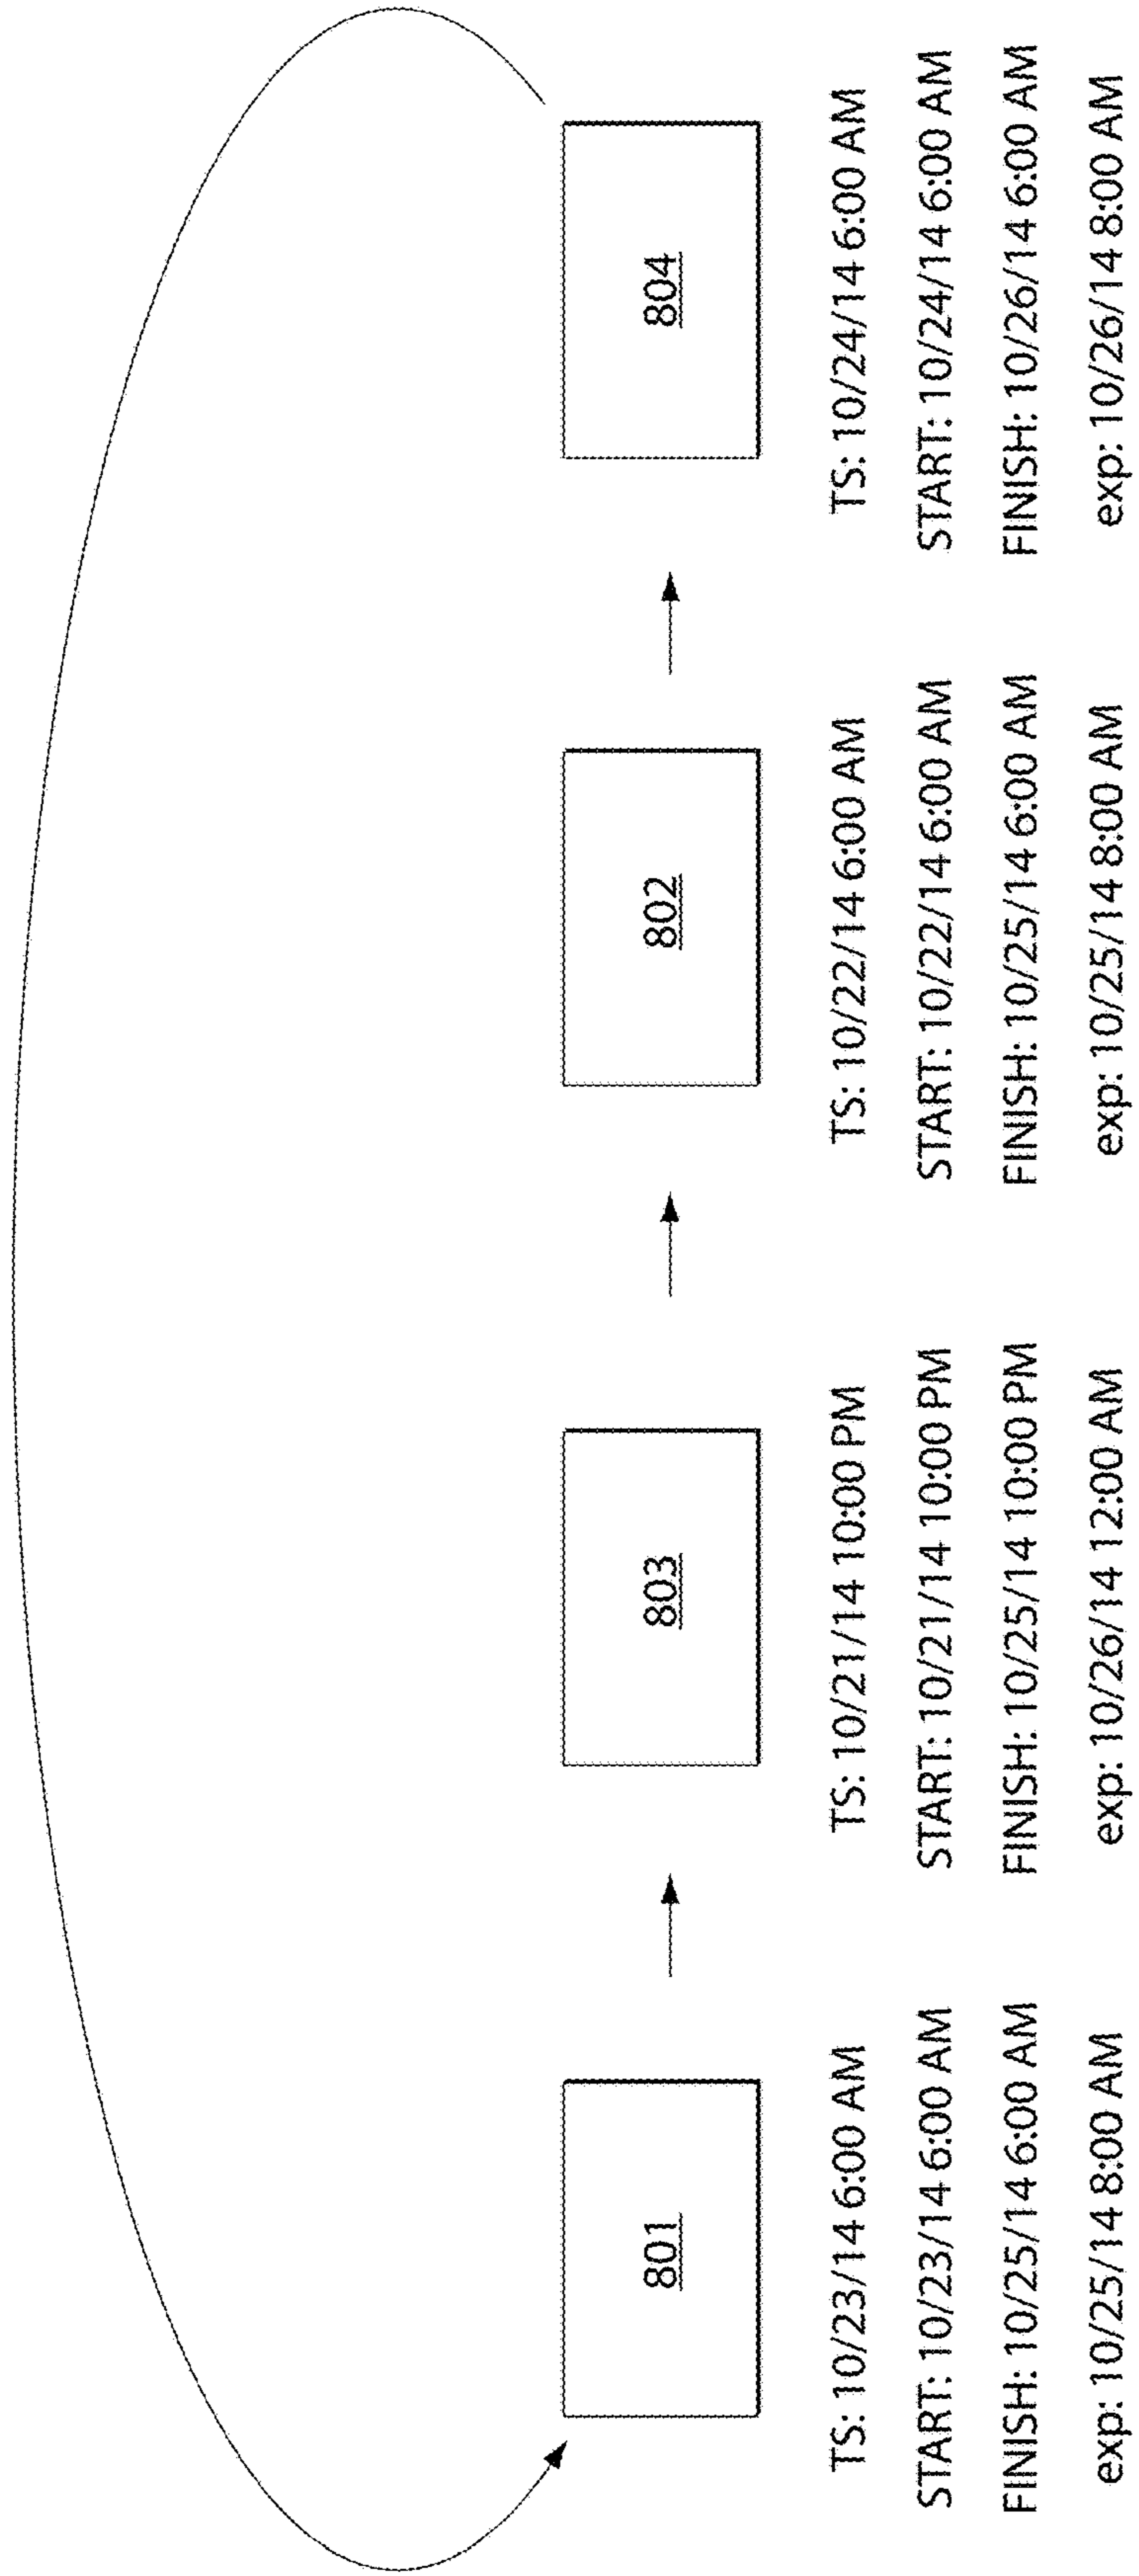 801
TS: 10/23/14 6:00 AM
START: 10/23/14 6:00 AM
FINISH: 10/25/14 6:00 AM
exp: 10/25/14 8:00 AM
803
TS: 10/21/14 10:00 PM
START: 10/21/14 10:00 PM
FINISH: 10/25/14 10:00 PM
exp: 10/26/14 12:00 AM
802
TS: 10/22/14 6:00 AM
START: 10/22/14 6:00 AM
FINISH: 10/25/14 6:00 AM
exp: 10/25/14 8:00 AM
804
TS: 10/24/14 6:00 AM
START: 10/24/14 6:00 AM
FINISH: 10/26/14 6:00 AM
exp: 10/26/14 8:00 AM